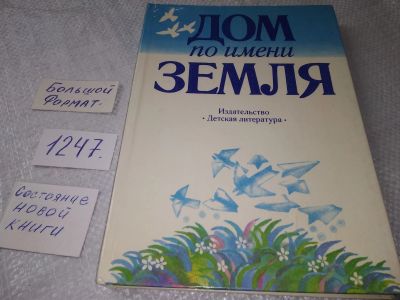 Большой
Формат.
1247.
Состояние
новой
книги
ДОМ
по имени
ЗЕМЛЯ
Издательство
• Детская литература •